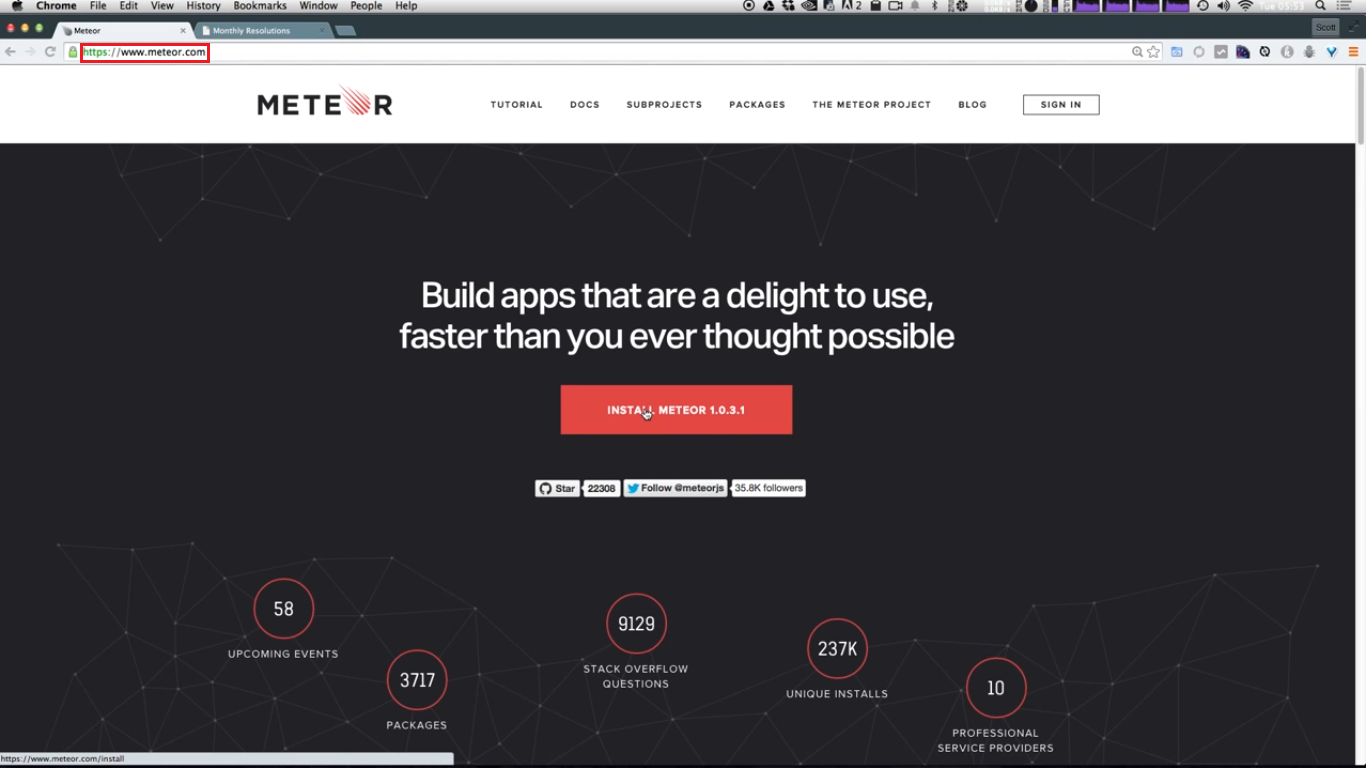 Chrome File Edit View History Bookmarks Window People Help
2 Tue 05:53
Meteor Monthly Resolutions Scott
https://www.meteor.com
METEOR TUTORIAL DOCS SUBPROJECTS PACKAGES THE METEOR PROJECT BLOG SIGN IN
Build apps that are a delight to use,
faster than you ever thought possible
INSTALL METEOR 1.0.3.1
Star 22308 Follow @meteorjs 35.8K followers
58
UPCOMING EVENTS
3717
PACKAGES
9129
STACK OVERFLOW
QUESTIONS
237K
UNIQUE INSTALLS
10
PROFESSIONAL
SERVICE PROVIDERS
https://www.meteor.com/install